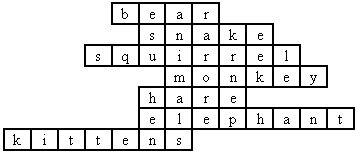 bear
snake
squirrel
monkey
hare
elephant
kittens